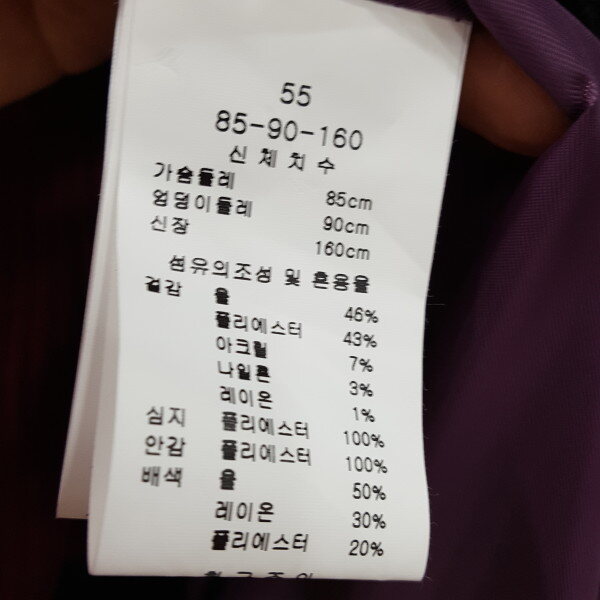 55
85-90-160
신체치수
가슴둘레 85cm
엉덩이둘레 90cm
신장 160cm
섬유의조성 및 혼용율
겉감 울 46%
폴리에스터 43%
아크릴 7%
나일론 3%
레이온 1%
심지 폴리에스터 100%
안감 폴리에스터 100%
배색 울 50%
레이온 30%
폴리에스터 20%